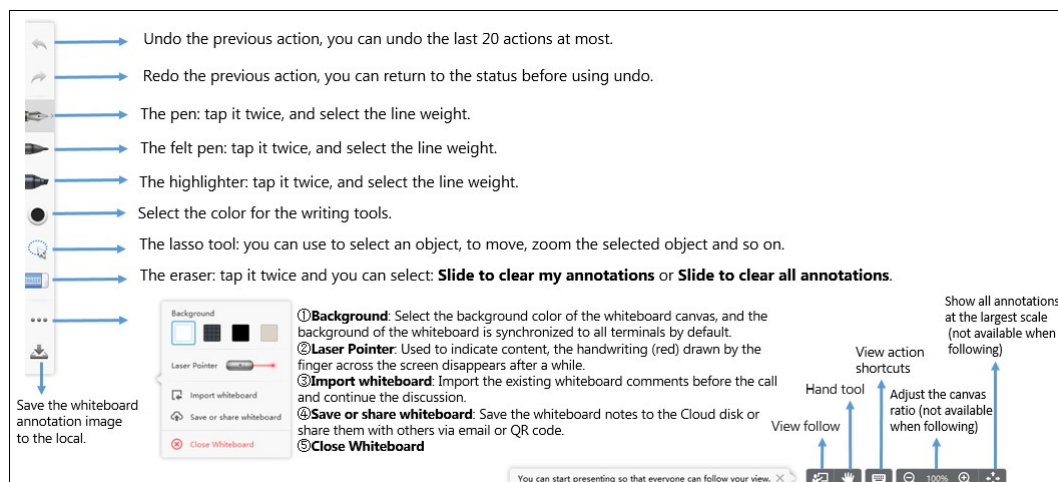 Undo the previous action, you can undo the last 20 actions at most.
Redo the previous action, you can return to the status before using undo.
The pen: tap it twice, and select the line weight.
The felt pen: tap it twice, and select the line weight.
The highlighter: tap it twice, and select the line weight.
Select the color for the writing tools.
The lasso tool: you can use to select an object, to move, zoom the selected object and so on.
The eraser: tap it twice and you can select: Slide to clear my annotations or Slide to clear all annotations.
Background
Laser Pointer
Import whiteboard
Save or share whiteboard
Close Whiteboard
①Background: Select the background color of the whiteboard canvas, and the
background of the whiteboard is synchronized to all terminals by default.
②Laser Pointer: Used to indicate content, the handwriting (red) drawn by the
finger across the screen disappears after a while.
③Import whiteboard: Import the existing whiteboard comments before the call
and continue the discussion.
④Save or share whiteboard: Save the whiteboard notes to the Cloud disk or
share them with others via email or QR code.
⑤Close Whiteboard
Save the whiteboard
annotation image
to the local.
Show all annotations
at the largest scale
(not available when
following)
View action
shortcuts
Hand tool
Adjust the canvas
ratio (not available
when following)
View follow
You can start presenting so that everyone can follow your view.
100%